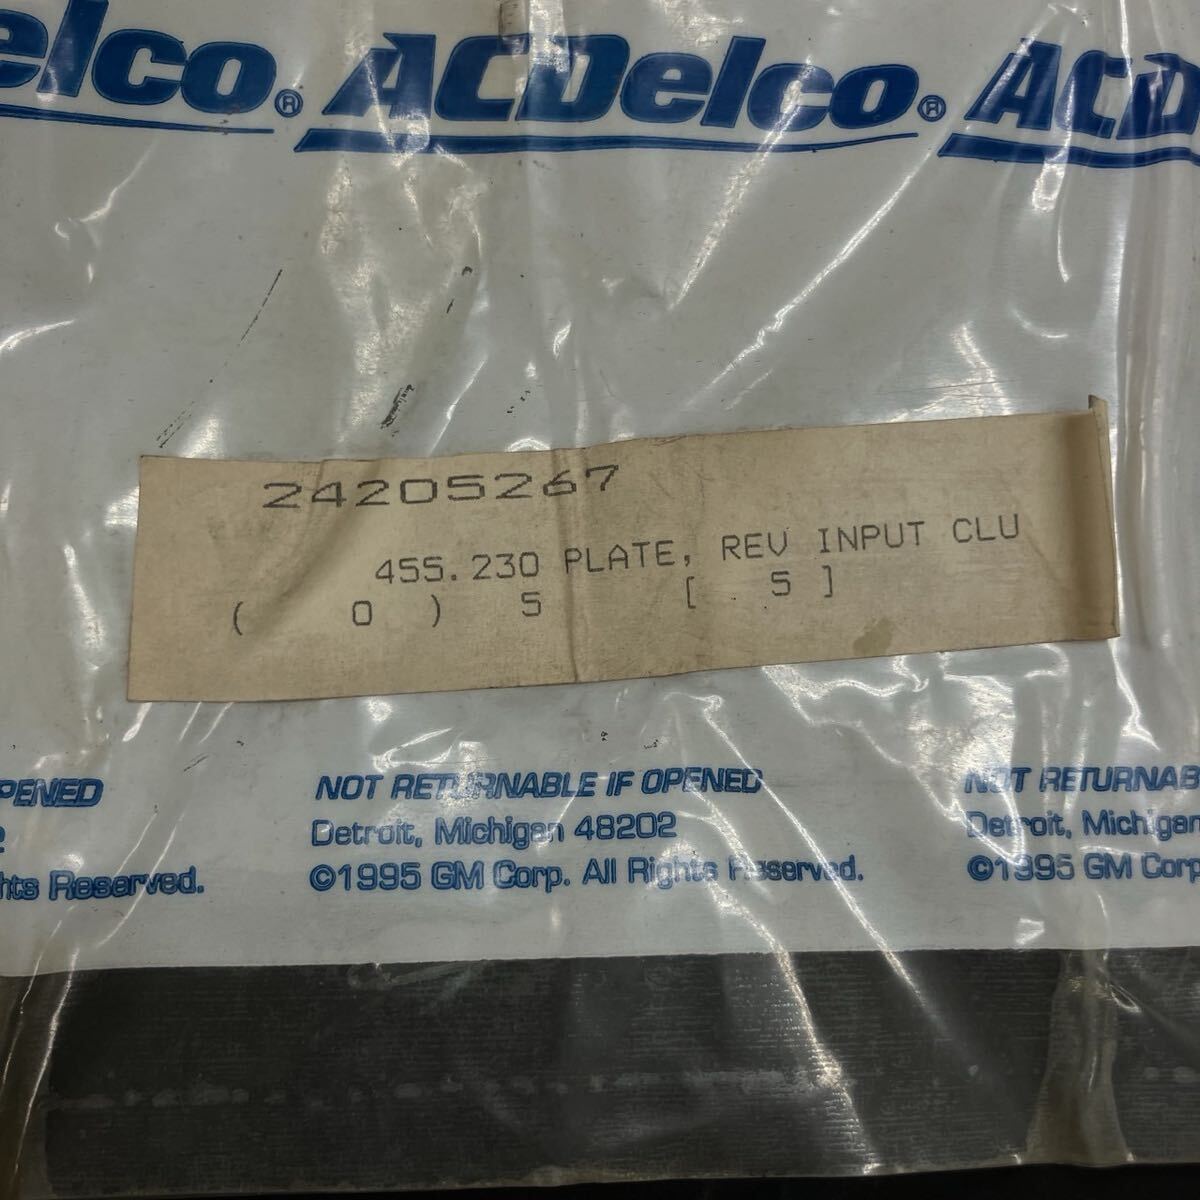 elco® ACDelco® ACD
24205267
455.230 PLATE, REV INPUT CLU
( 0 ) 5 [ 5 ]
PENED NOT RETURNABLE IF OPENED NOT RETURNAB
2 Detroit, Michigan 48202 Detroit, Michigan
hts Reserved. ©1995 GM Corp. All Rights Reserved. ©1995 GM Corp